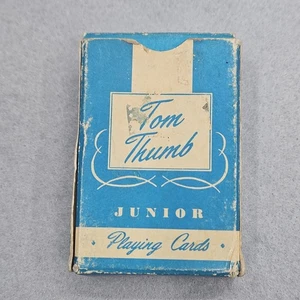 Tom
Thumb
JUNIOR
· Playing Cards ·